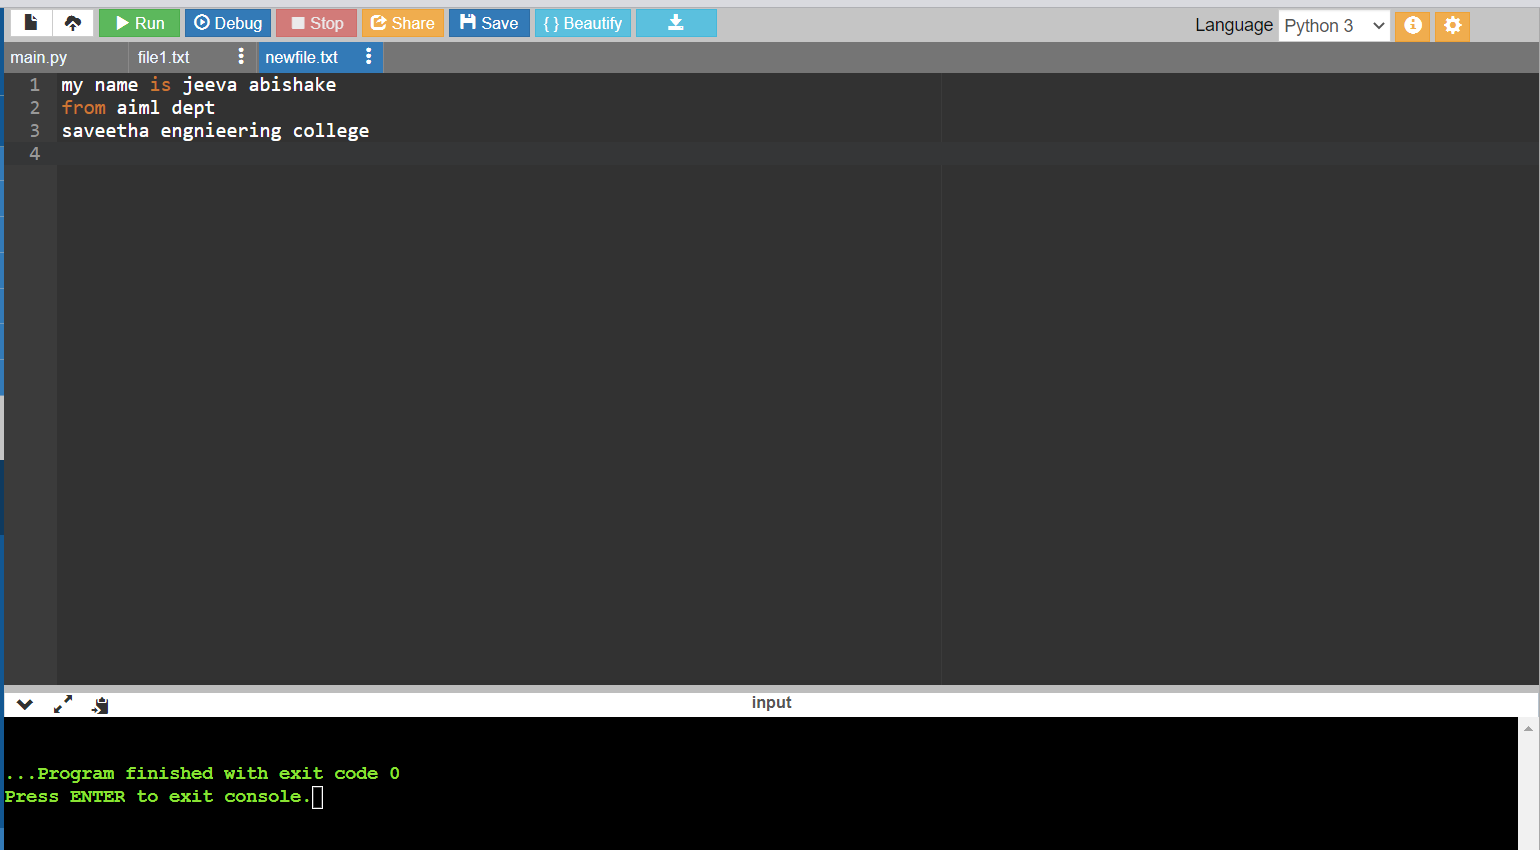 Run Debug Stop Share Save { } Beautify Language Python 3
main.py file1.txt newfile.txt
1 my name is jeeva abishake
2 from aiml dept
3 saveetha engnieering college
4
input
...Program finished with exit code 0
Press ENTER to exit console.